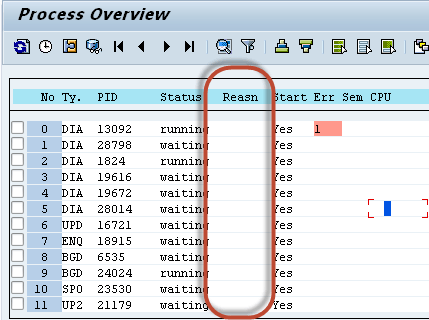 Process Overview
No Ty. PID Status Reasn Start Err Sem CPU
0 DIA 13092 running Yes 1
1 DIA 28798 waiting Yes
2 DIA 1824 running Yes
3 DIA 19616 waiting Yes
4 DIA 19672 waiting Yes
5 DIA 28014 waiting Yes
6 UPD 16721 waiting Yes
7 ENQ 18915 waiting Yes
8 BGD 6535 waiting Yes
9 BGD 24024 running Yes
10 SPO 23530 waiting Yes
11 UP2 21179 waiting Yes